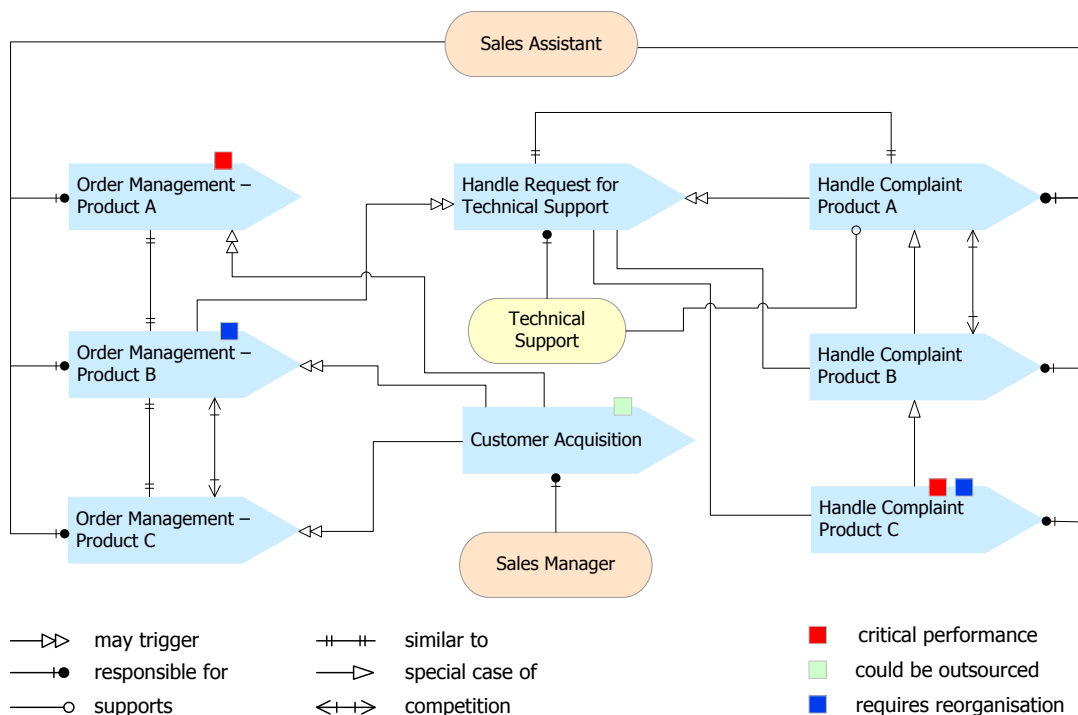 Sales Assistant
Order Management –
Product A
Handle Request for
Technical Support
Handle Complaint
Product A
Technical
Support
Order Management –
Product B
Handle Complaint
Product B
Customer Acquisition
Order Management –
Product C
Handle Complaint
Product C
Sales Manager
may trigger
similar to
critical performance
responsible for
special case of
could be outsourced
supports
competition
requires reorganisation